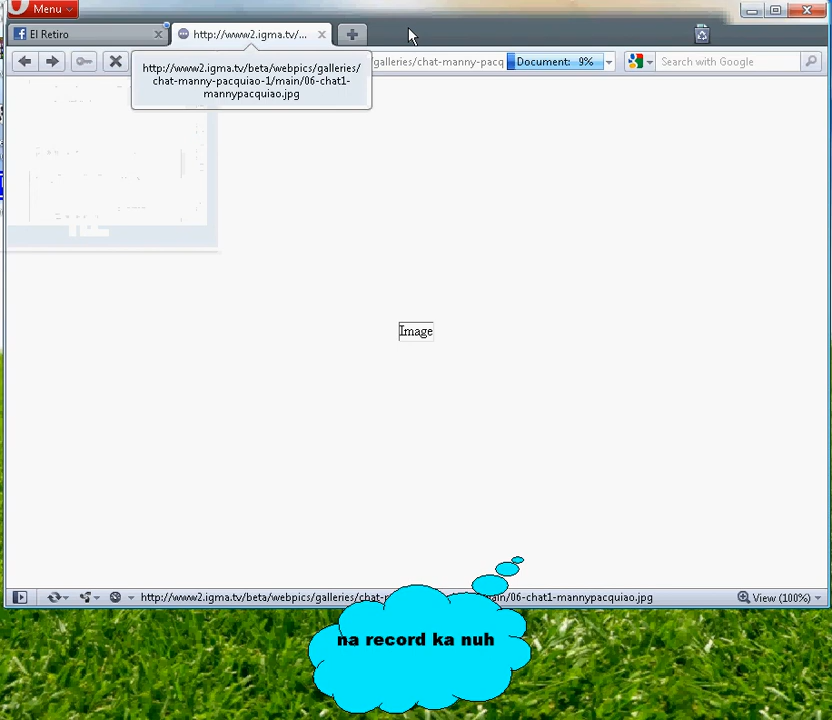 Menu
El Retiro
http://www2.igma.tv/...
http://www2.igma.tv/beta/webpics/galleries/
chat-manny-pacquiao-1/main/06-chat1-
mannypacquiao.jpg
/galleries/chat-manny-pacq
Document: 9%
Search with Google
Image
http://www2.igma.tv/beta/webpics/galleries/chat-p
ain/06-chat1-mannypacquiao.jpg
View (100%)
na record ka nuh